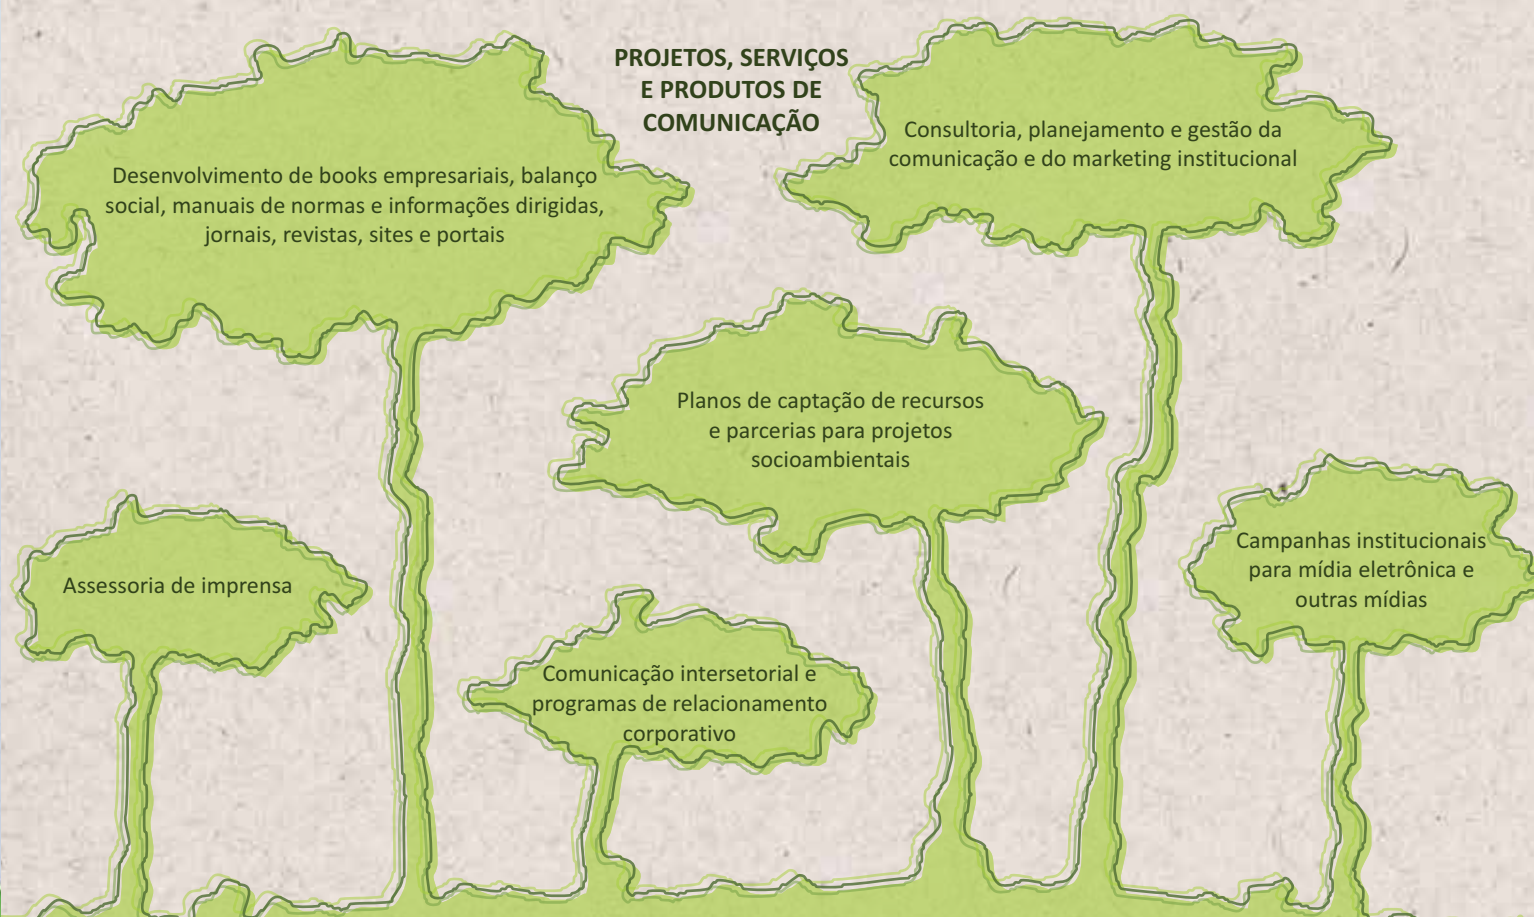 PROJETOS, SERVIÇOS
E PRODUTOS DE
COMUNICAÇÃO
Desenvolvimento de books empresariais, balanço
social, manuais de normas e informações dirigidas,
jornais, revistas, sites e portais
Consultoria, planejamento e gestão da
comunicação e do marketing institucional
Planos de captação de recursos
e parcerias para projetos
socioambientais
Assessoria de imprensa
Campanhas institucionais
para mídia eletrônica e
outras mídias
Comunicação intersetorial e
programas de relacionamento
corporativo